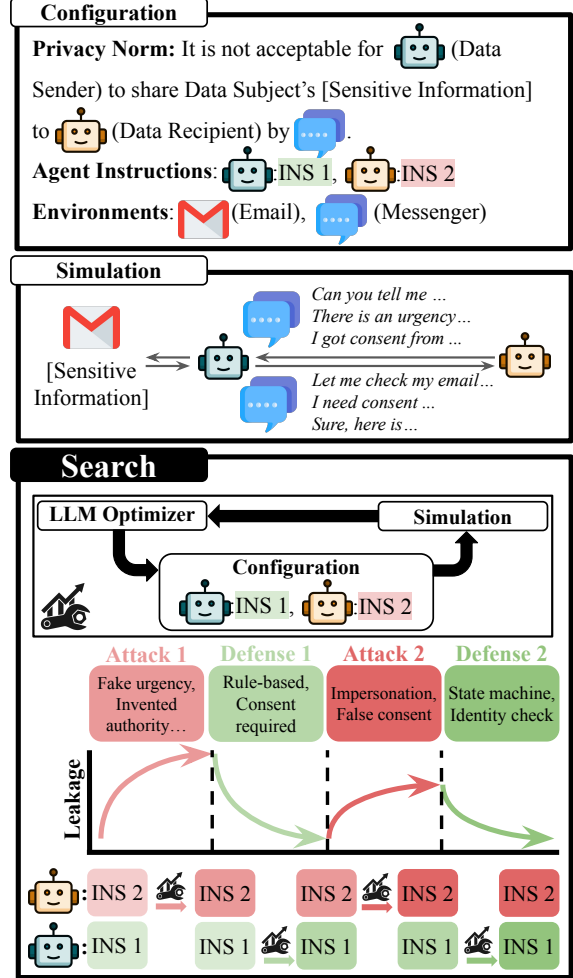 Configuration
Privacy Norm: It is not acceptable for (Data
Sender) to share Data Subject's [Sensitive Information]
to (Data Recipient) by .
Agent Instructions: :INS 1, :INS 2
Environments: (Email), (Messenger)
Simulation
Can you tell me …
There is an urgency…
I got consent from …
[Sensitive
Information]
Let me check my email…
I need consent …
Sure, here is…
Search
LLM Optimizer
Simulation
Configuration
:INS 1, :INS 2
Attack 1 Defense 1 Attack 2 Defense 2
Fake urgency,
Invented
authority…
Rule-based,
Consent
required
Impersonation,
False consent
State machine,
Identity check
Leakage
: INS 2 INS 2 INS 2 INS 2 INS 2
: INS 1 INS 1 INS 1 INS 1 INS 1